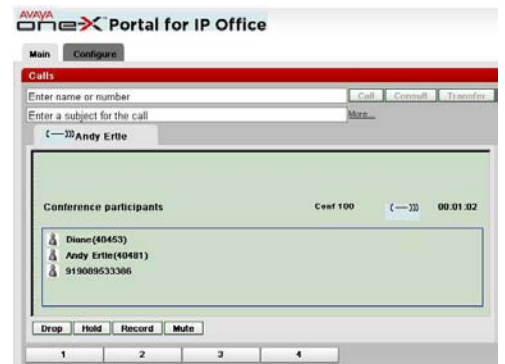 AVAYA
one-X Portal for IP Office
Main Configure
Calls
Enter name or number Call Consult Transfer
Enter a subject for the call More...
Andy Ertle
Conference participants Conf 100 00:01:02
Diane(40453)
Andy Ertle(40481)
919089533386
Drop Hold Record Mute
1 2 3 4